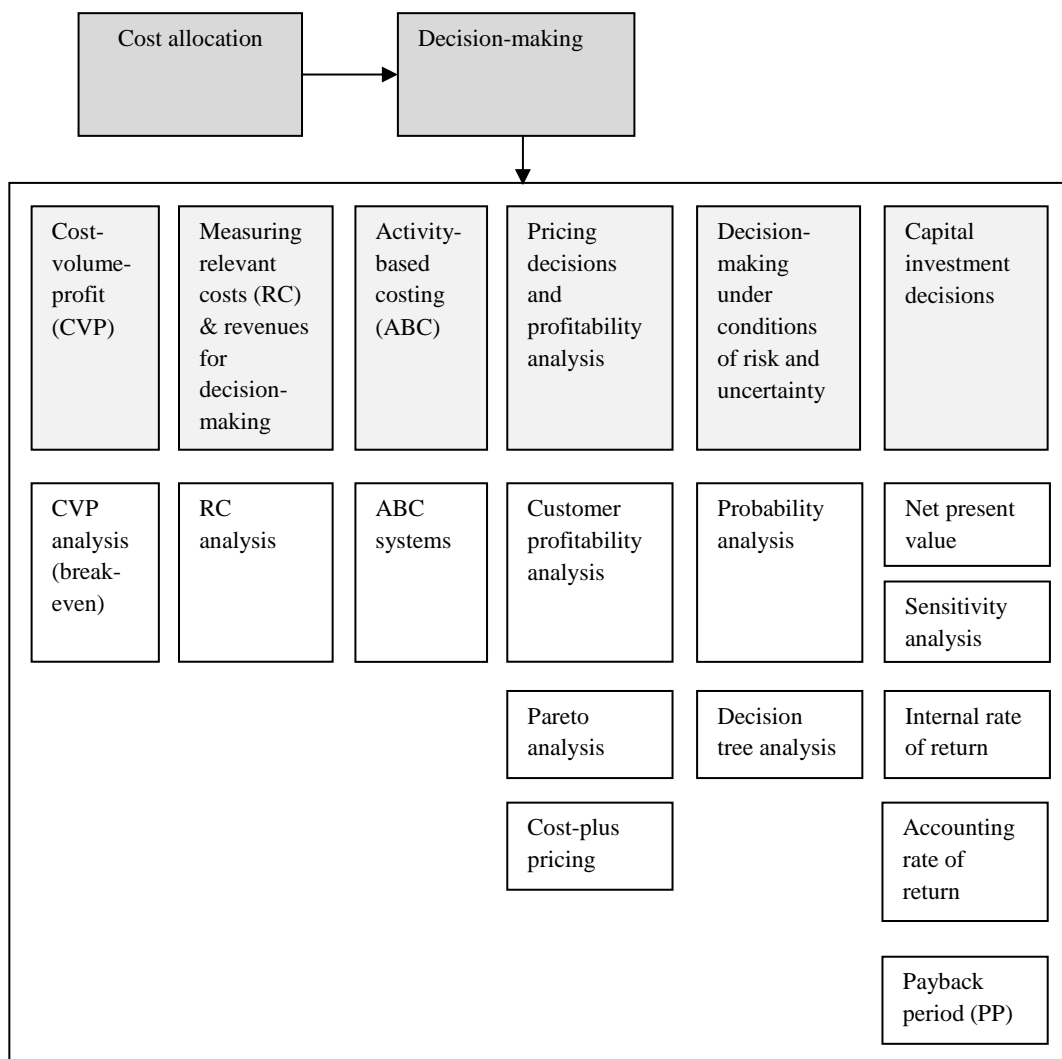 Cost allocation
Decision-making
Cost-
volume-
profit
(CVP)
Measuring
relevant
costs (RC)
& revenues
for
decision-
making
Activity-
based
costing
(ABC)
Pricing
decisions
and
profitability
analysis
Decision-
making
under
conditions
of risk and
uncertainty
Capital
investment
decisions
CVP
analysis
(break-
even)
RC
analysis
ABC
systems
Customer
profitability
analysis
Probability
analysis
Net present
value
Sensitivity
analysis
Pareto
analysis
Decision
tree analysis
Internal rate
of return
Cost-plus
pricing
Accounting
rate of
return
Payback
period (PP)